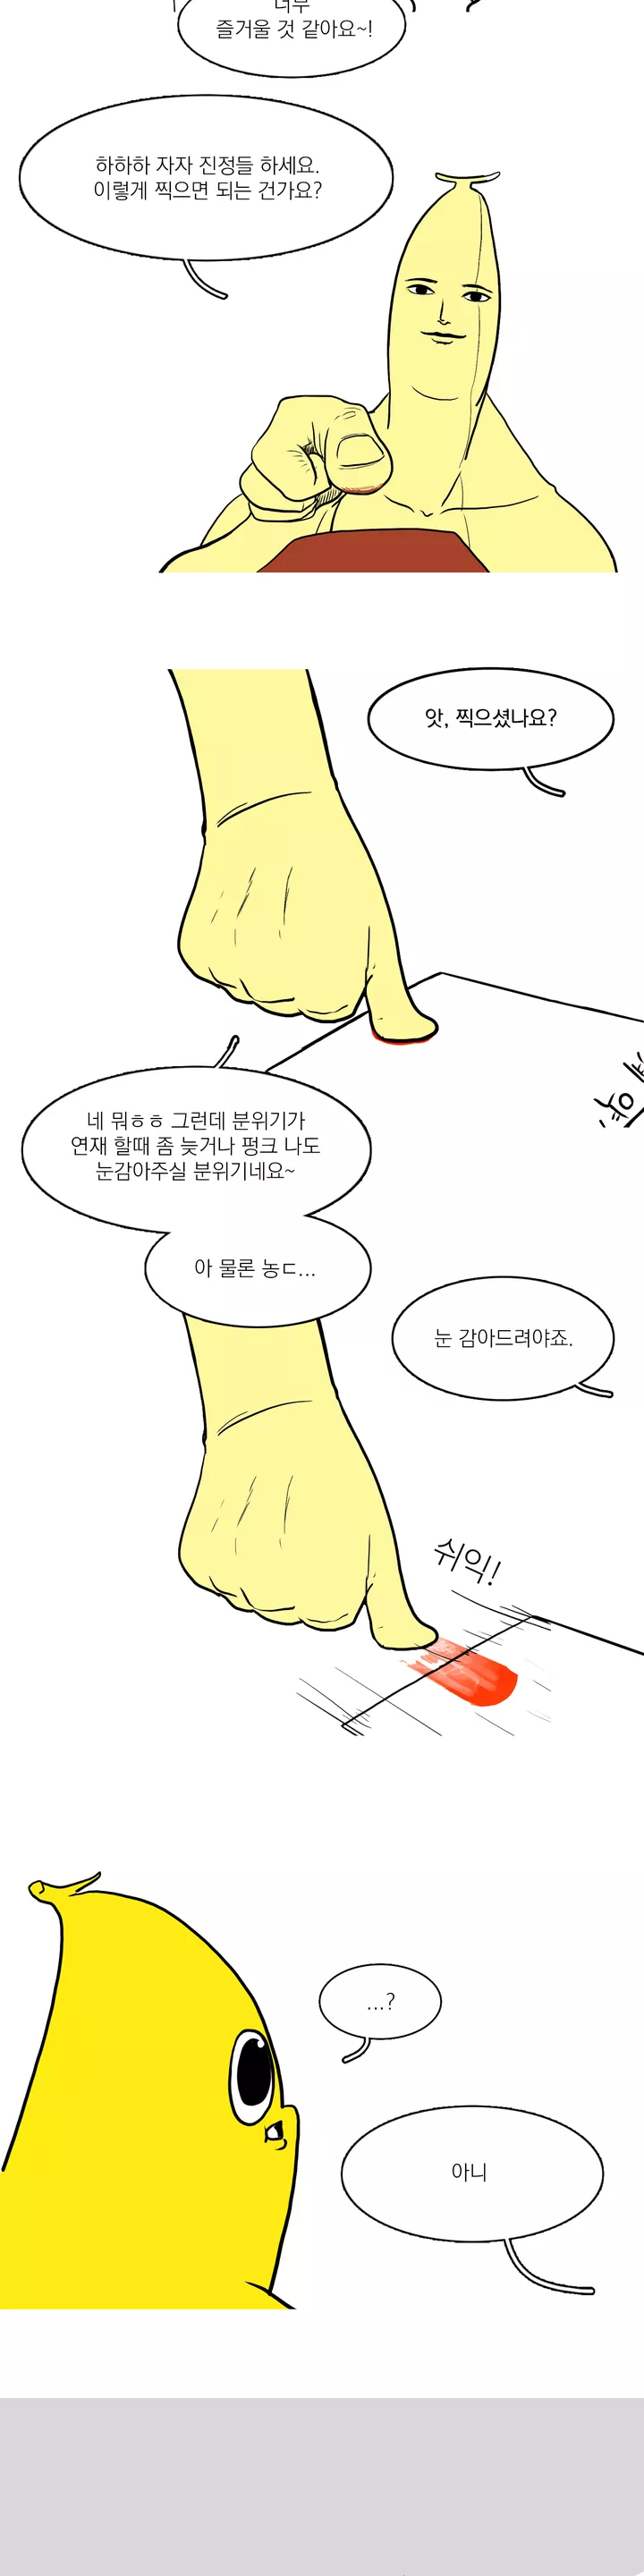 너무
즐거울 것 같아요~!
하하하 자자 진정들 하세요.
이렇게 찍으면 되는 건가요?
앗, 찍으셨나요?
계약
네 뭐ㅎㅎ 그런데 분위기가
연재 할때 좀 늦거나 펑크 나도
눈감아주실 분위기네요~
아 물론 농ㄷ...
눈 감아드려야죠.
쉬익!
...?
아니